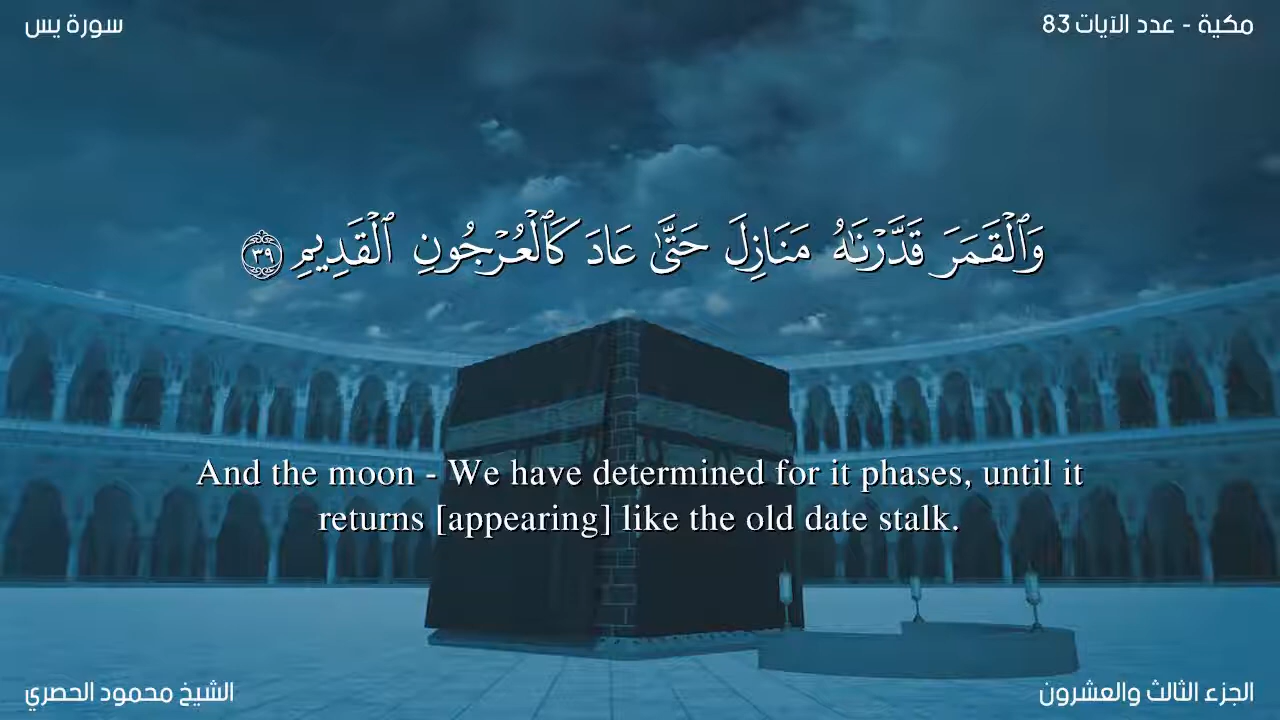 سورة يس
مكية - عدد الآيات 83
وَٱلْقَمَرَ قَدَّرْنَٰهُ مَنَازِلَ حَتَّىٰ عَادَ كَٱلْعُرْجُونِ ٱلْقَدِيمِ ٣٩
And the moon - We have determined for it phases, until it
returns [appearing] like the old date stalk.
الشيخ محمود الحصري
الجزء الثالث والعشرون